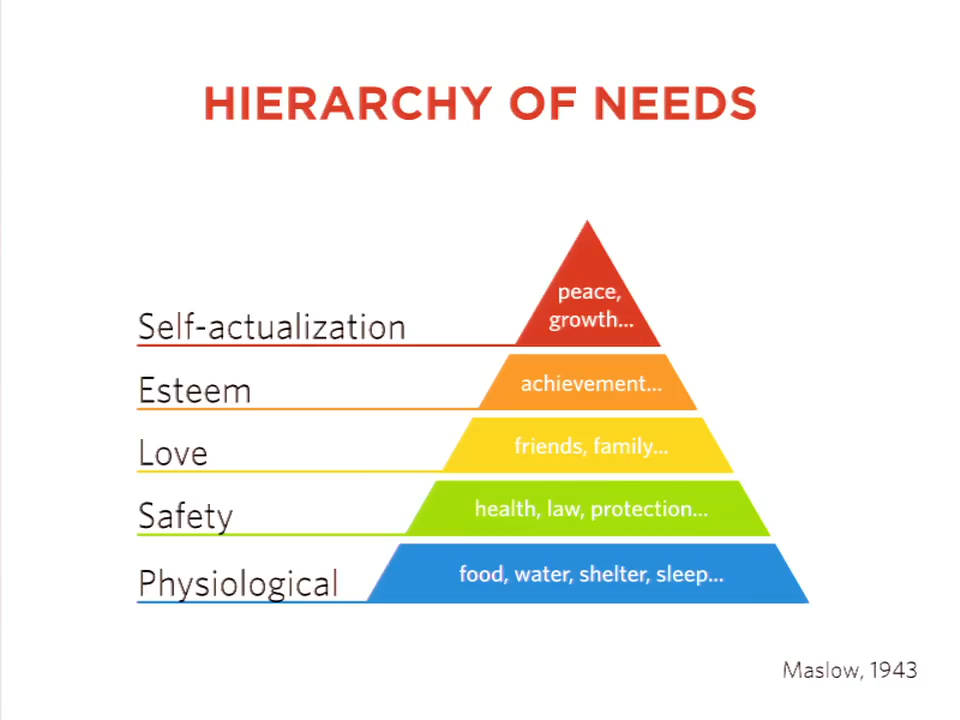 HIERARCHY OF NEEDS
peace,
growth...
Self-actualization
achievement...
Esteem
friends, family...
Love
health, law, protection...
Safety
food, water, shelter, sleep...
Physiological
Maslow, 1943